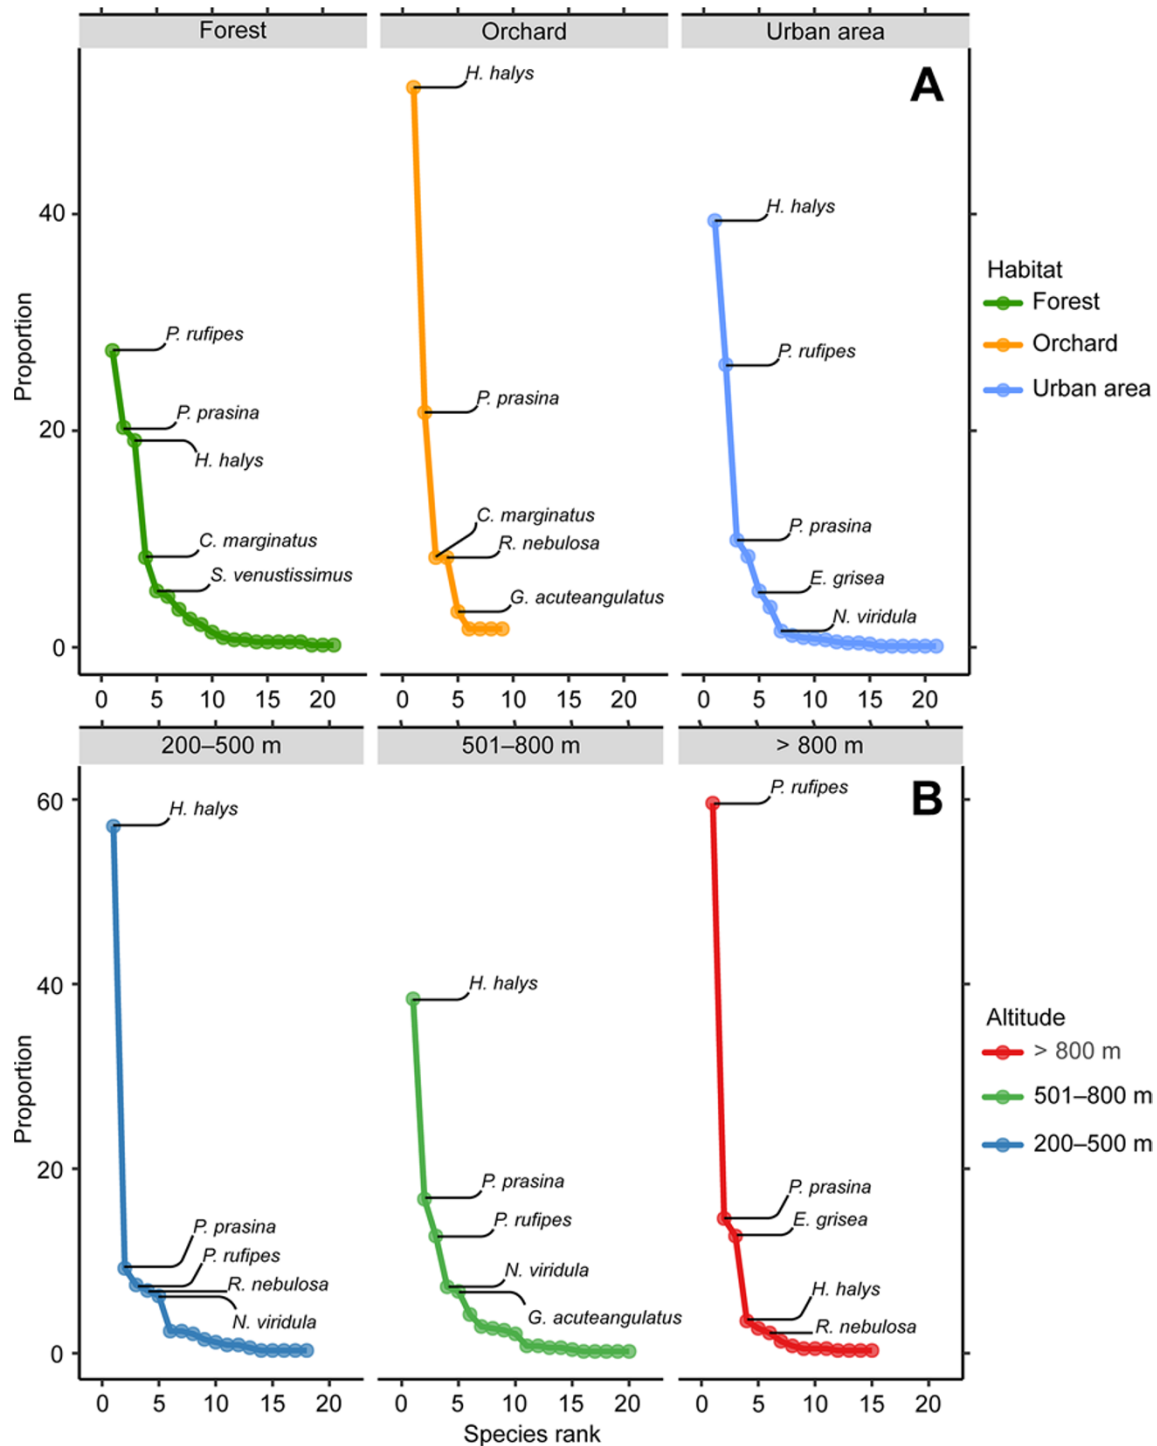 Forest
Orchard
Urban area
A
Proportion
40
20
0
P. rufipes
P. prasina
H. halys
C. marginatus
S. venustissimus
H. halys
P. prasina
C. marginatus
R. nebulosa
G. acuteangulatus
H. halys
P. rufipes
P. prasina
E. grisea
N. viridula
0 5 10 15 20
0 5 10 15 20
0 5 10 15 20
Habitat
Forest
Orchard
Urban area
200–500 m
501–800 m
> 800 m
B
Proportion
60
40
20
0
H. halys
P. prasina
P. rufipes
R. nebulosa
N. viridula
H. halys
P. prasina
P. rufipes
N. viridula
G. acuteangulatus
P. rufipes
P. prasina
E. grisea
H. halys
R. nebulosa
0 5 10 15 20
0 5 10 15 20
0 5 10 15 20
Species rank
Altitude
> 800 m
501–800 m
200–500 m